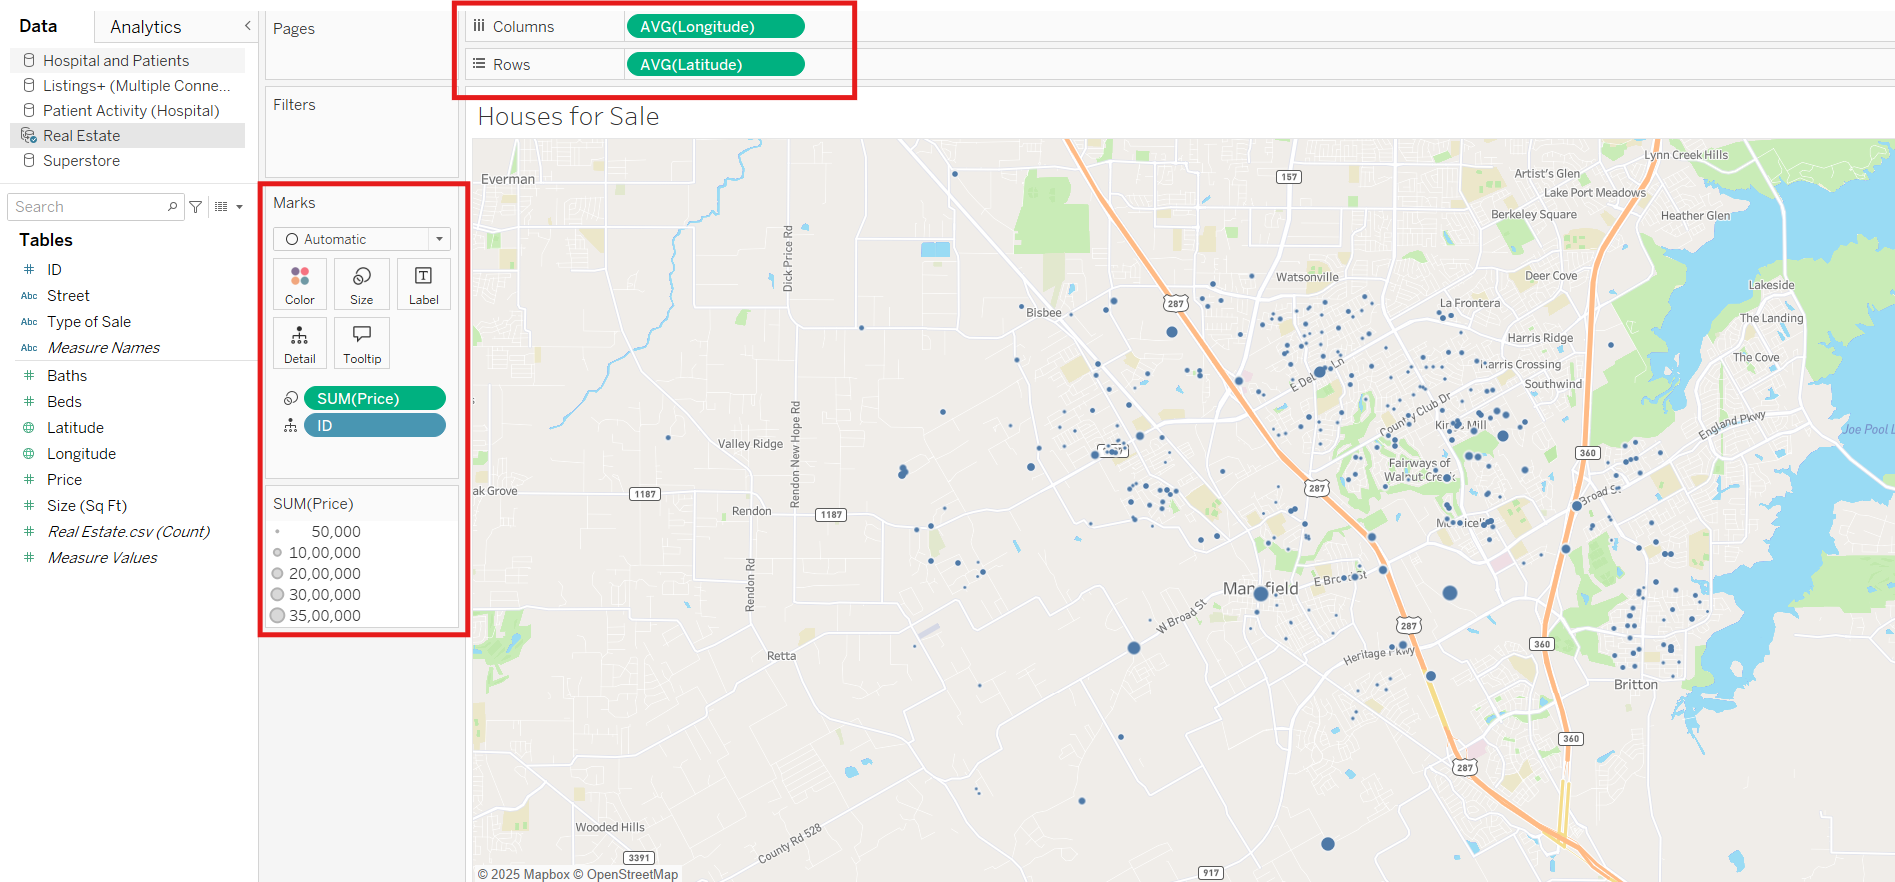 Data
Analytics
Hospital and Patients
Listings+ (Multiple Conne...
Patient Activity (Hospital)
Real Estate
Superstore
Search
Tables
ID
Abc Street
Abc Type of Sale
Abc Measure Names
Baths
Beds
Latitude
Longitude
Price
Size (Sq Ft)
Real Estate.csv (Count)
Measure Values
Pages
Filters
Marks
Automatic
Color
Size
Label
Detail
Tooltip
SUM(Price)
ID
SUM(Price)
50,000
10,00,000
20,00,000
30,00,000
35,00,000
Columns
AVG(Longitude)
Rows
AVG(Latitude)
Houses for Sale
Everman
157
Lynn Creek Hills
Artist's Glen
Lake Port Meadows
Berkeley Square
Heather Glen
Dick Price Rd
Watsonville
Deer Cove
Lakeside
287
La Fontera
Bisbee
The Landing
Harris Ridge
The Cove
Harris Crossing
Southwind
E De Ln
Country Club Dr
England Pkwy
Rendon New Hope Rd
Valley Ridge
Joe Pool L
360
Fairways of
Walnut Creek
ak Grove
1187
Rendon
1187
287
Broad S
Rendon Rd
Mansfield
E Broad St
W Broad St
287
360
Heritage Pkwy
Retta
Britton
360
287
Wooded Hills
County Rd 528
3391
917
© 2025 Mapbox © OpenStreetMap